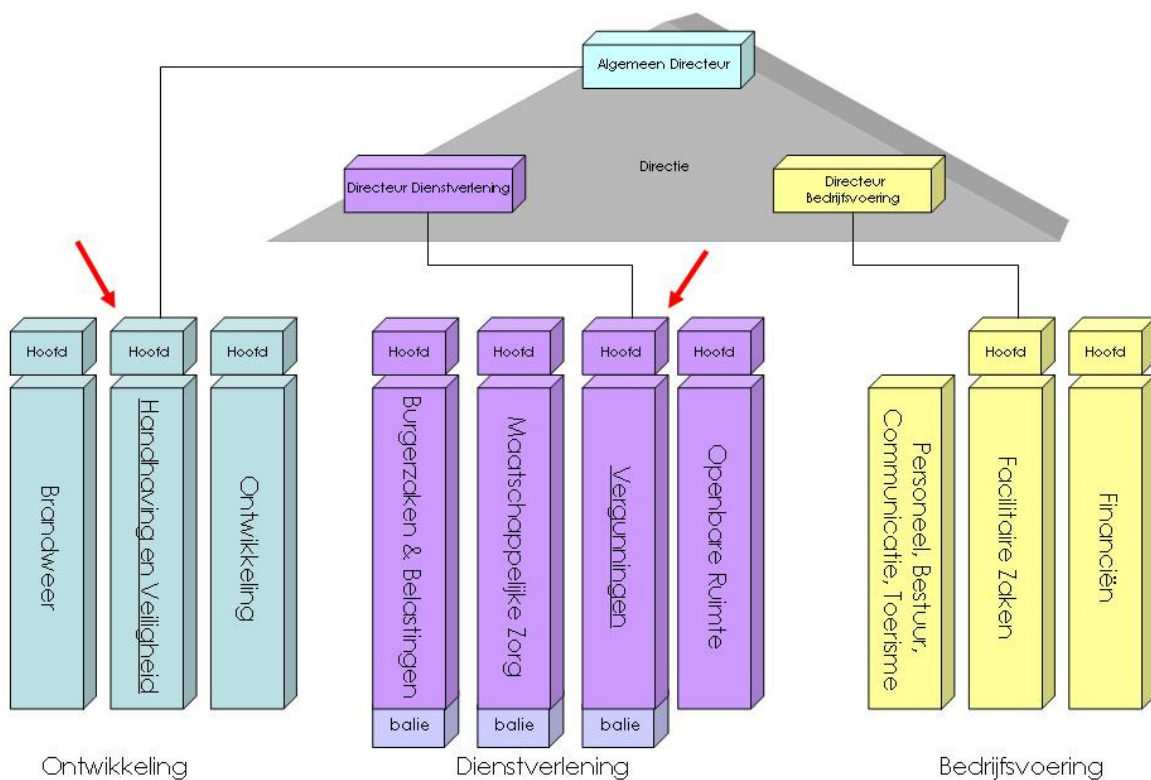 Algemeen Directeur
Directie
Directeur Dienstverlening
Directeur
Bedrijfsvoering
Hoofd
Hoofd
Hoofd
Hoofd
Hoofd
Hoofd
Hoofd
Hoofd
Hoofd
Brandweer
Handhaving en Veiligheid
Ontwikkeling
Burgerzaken & Belastingen
Maatschappelijke Zorg
Vergunningen
Openbare Ruimte
Personeel, Bestuur,
Communicatie, Toerisme
Facilitaire Zaken
Financiën
balie
balie
balie
Ontwikkeling
Dienstverlening
Bedrijfsvoering